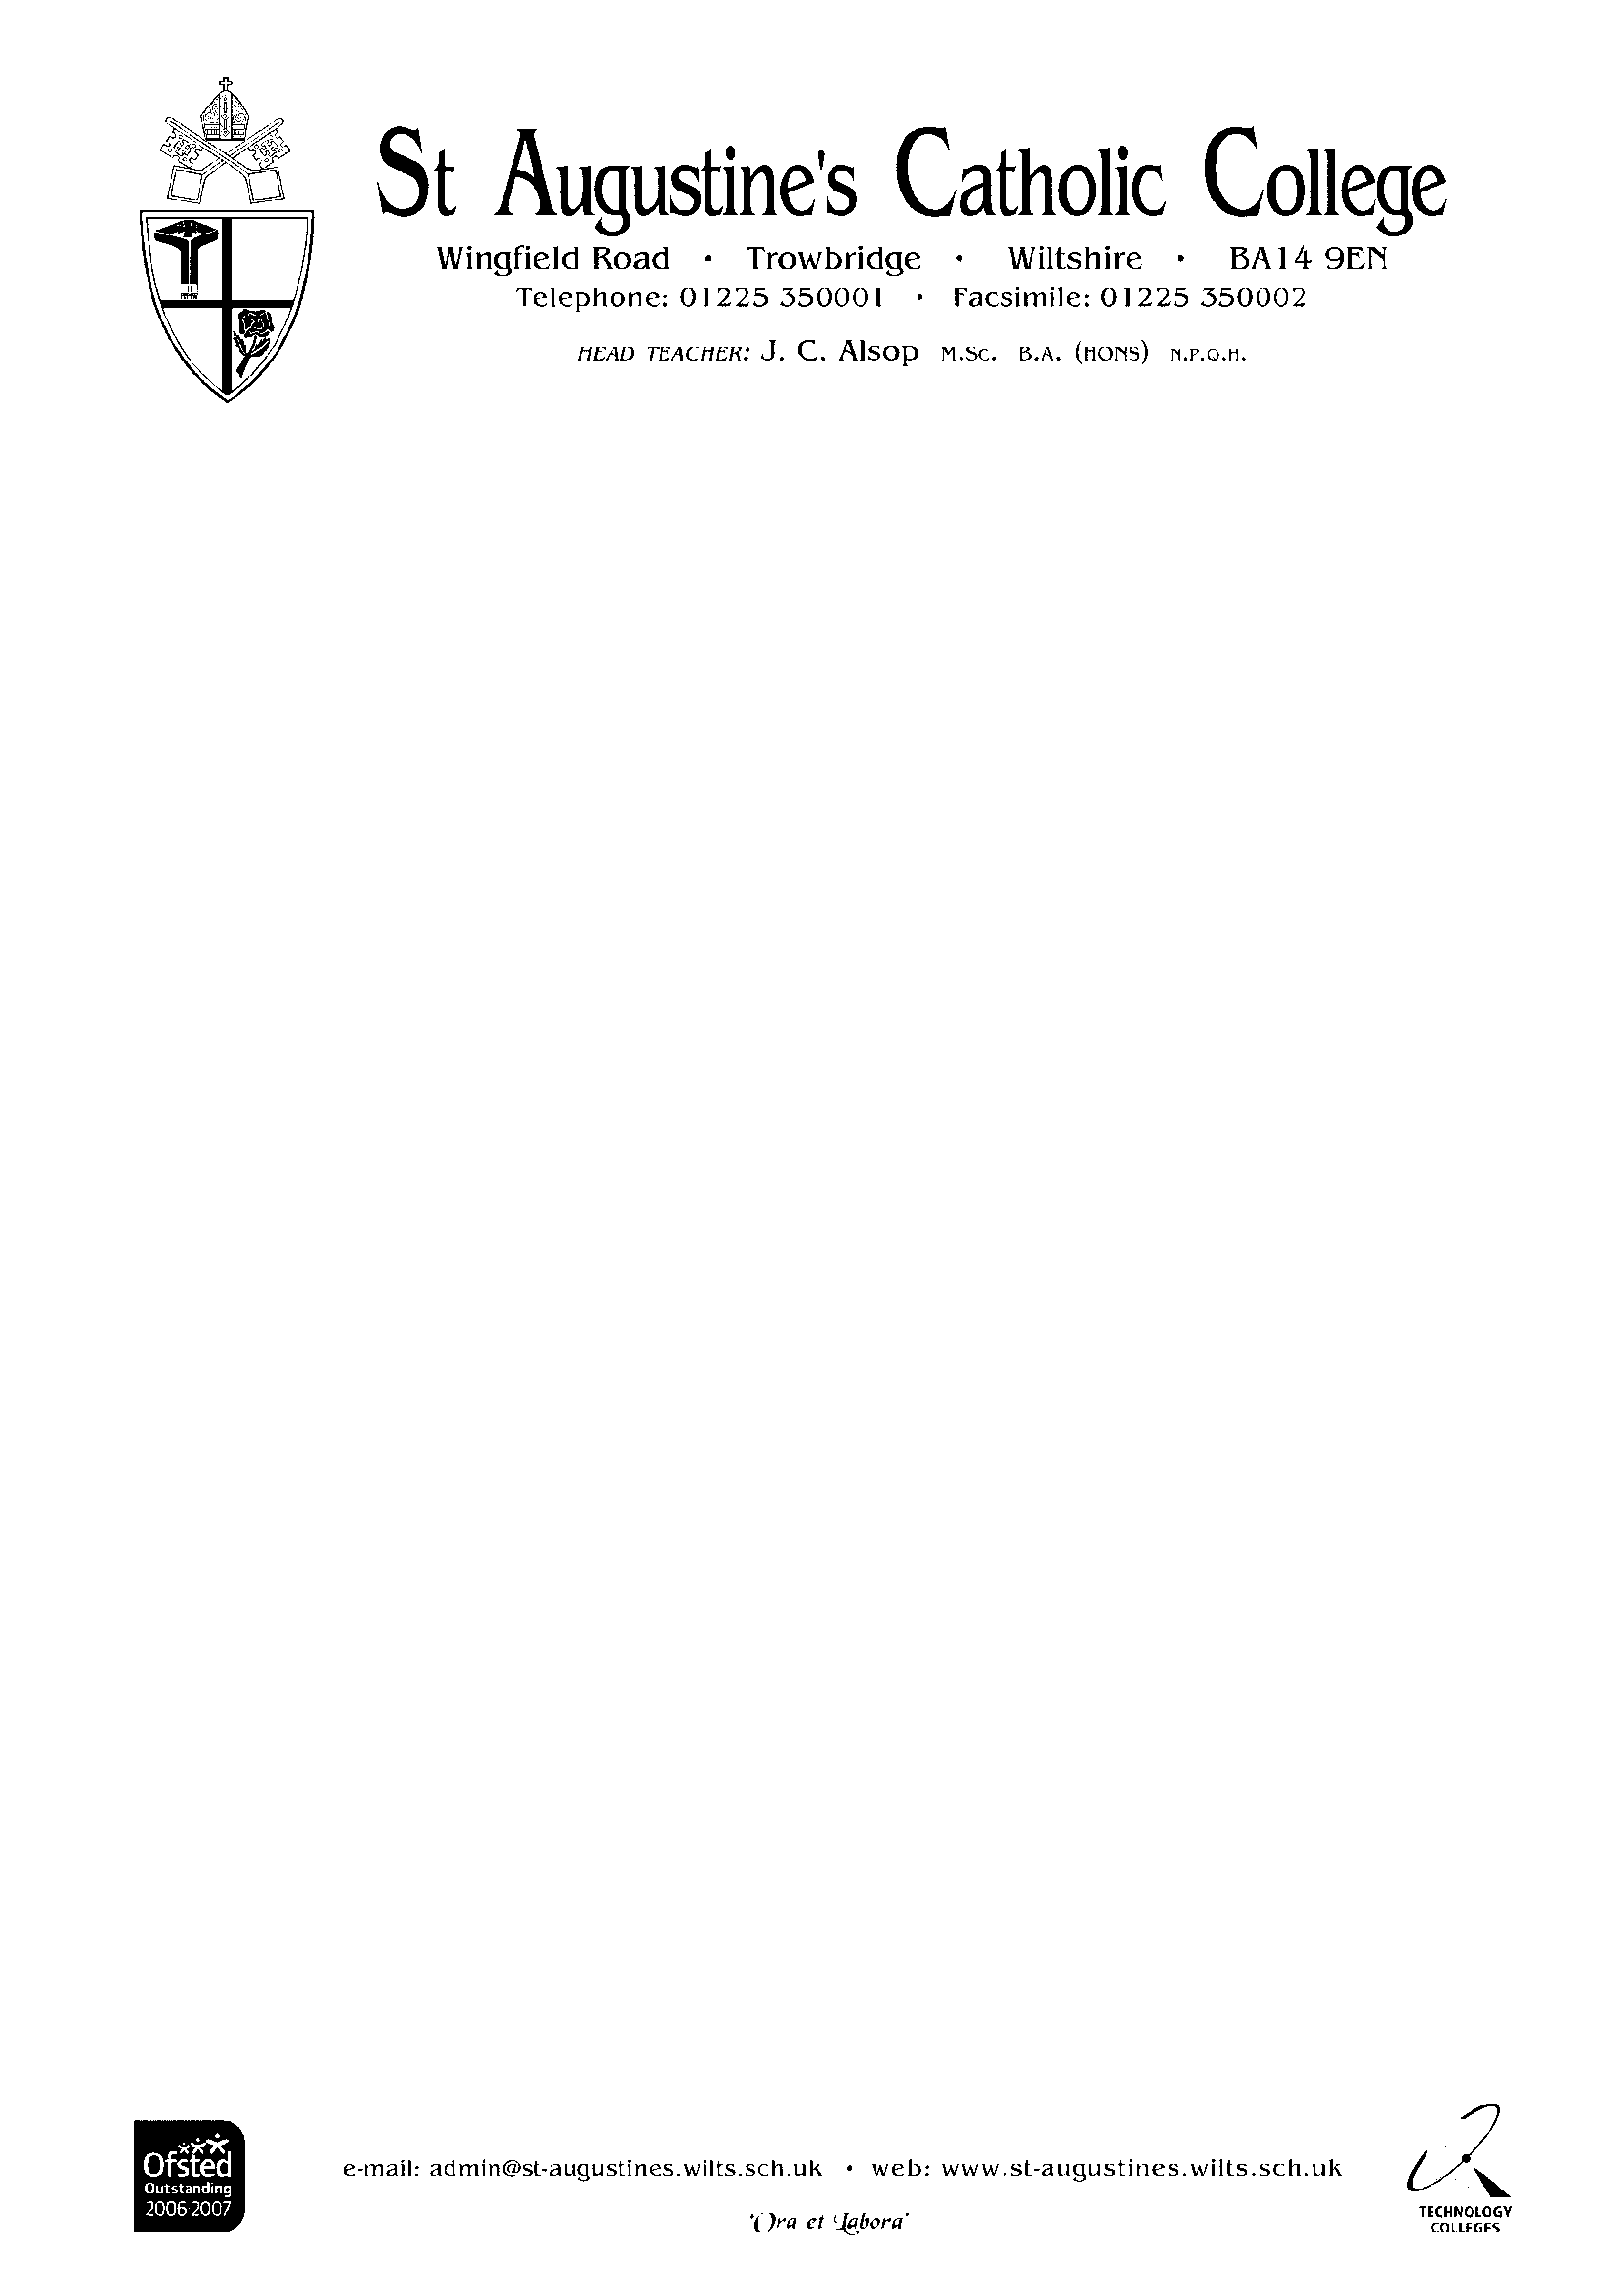 St Augustine's Catholic College
Wingfield Road • Trowbridge • Wiltshire • BA14 9EN
Telephone: 01225 350001 • Facsimile: 01225 350002
HEAD TEACHER: J. C. Alsop M.Sc. B.A. (HONS) N.P.Q.H.
Ofsted
Outstanding
2006-2007
e-mail: admin@st-augustines.wilts.sch.uk • web: www.st-augustines.wilts.sch.uk
'Ora et Labora'
TECHNOLOGY
COLLEGES